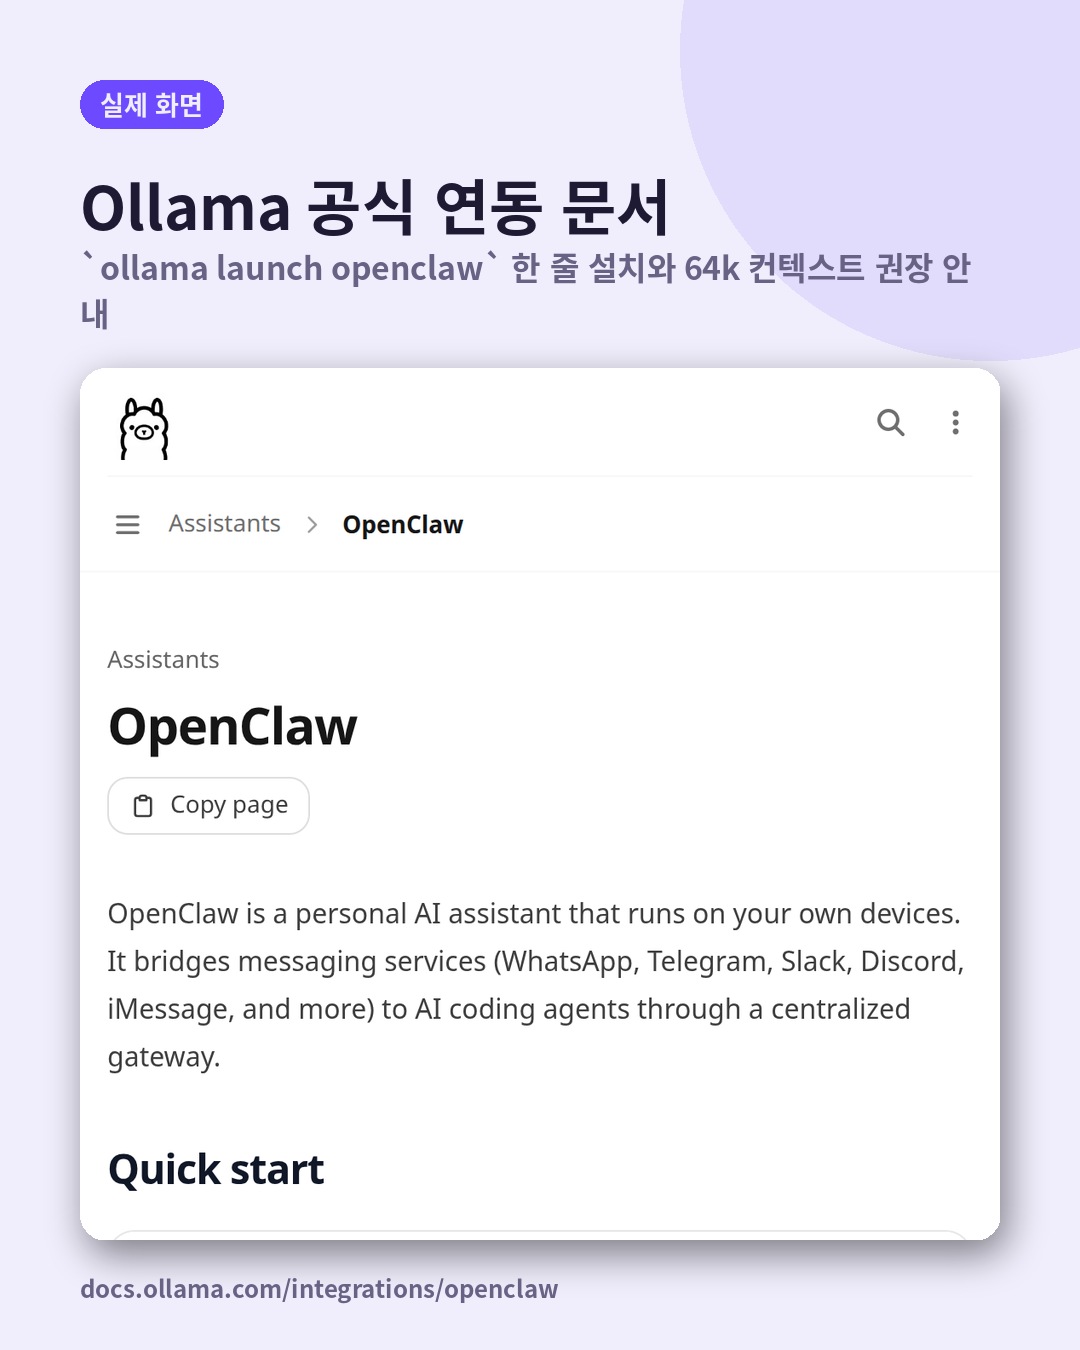 실제 화면
Ollama 공식 연동 문서
`ollama launch openclaw` 한 줄 설치와 64k 컨텍스트 권장 안
내
Assistants > OpenClaw
Assistants
OpenClaw
Copy page
OpenClaw is a personal AI assistant that runs on your own devices.
It bridges messaging services (WhatsApp, Telegram, Slack, Discord,
iMessage, and more) to AI coding agents through a centralized
gateway.
Quick start
docs.ollama.com/integrations/openclaw